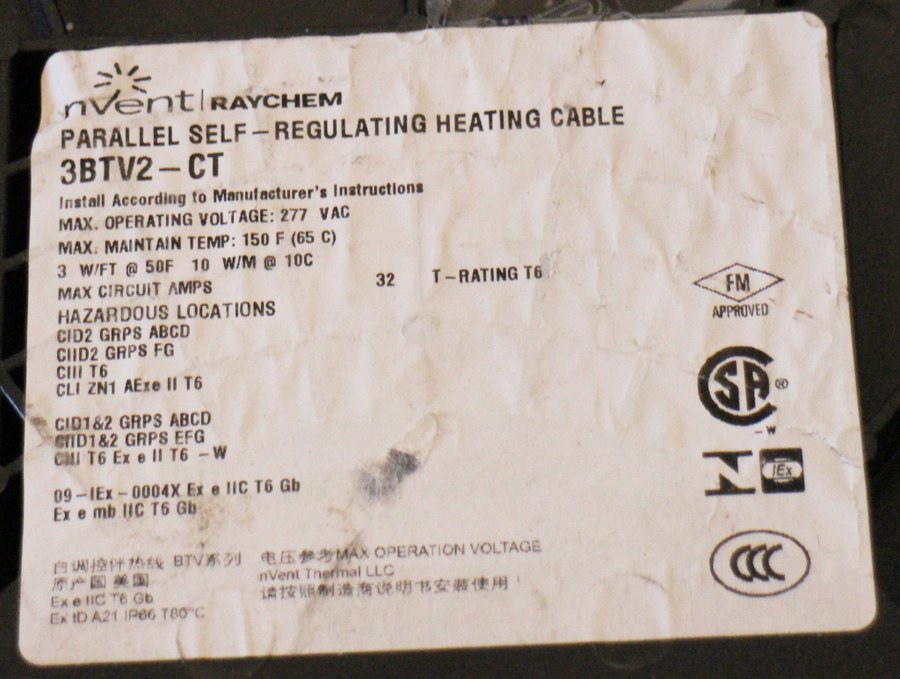 nVent | RAYCHEM
PARALLEL SELF-REGULATING HEATING CABLE
3BTV2-CT
Install According to Manufacturer's Instructions
MAX. OPERATING VOLTAGE: 277 VAC
MAX. MAINTAIN TEMP: 150 F (65 C)
3 W/FT @ 50F 10 W/M @ 10C
MAX CIRCUIT AMPS 32 T-RATING T6
HAZARDOUS LOCATIONS
CID2 GRPS ABCD
CIID2 GRPS FG
CIII T6
CLI ZN1 AExe II T6
CID1&2 GRPS ABCD
CIID1&2 GRPS EFG
CIII T6 Ex e II T6 -W
09-IEx-0004X Ex e IIC T6 Gb
Ex e mb IIC T6 Gb
自调控伴热线 BTV系列 电压参考MAX OPERATION VOLTAGE
原产国 美国 nVent Thermal LLC
Ex e IIC T6 Gb 请按照制造商说明书安装使用!
Ex tD A21 IP66 T80°C
FM
APPROVED
SA ®
-W
IEx
CCC